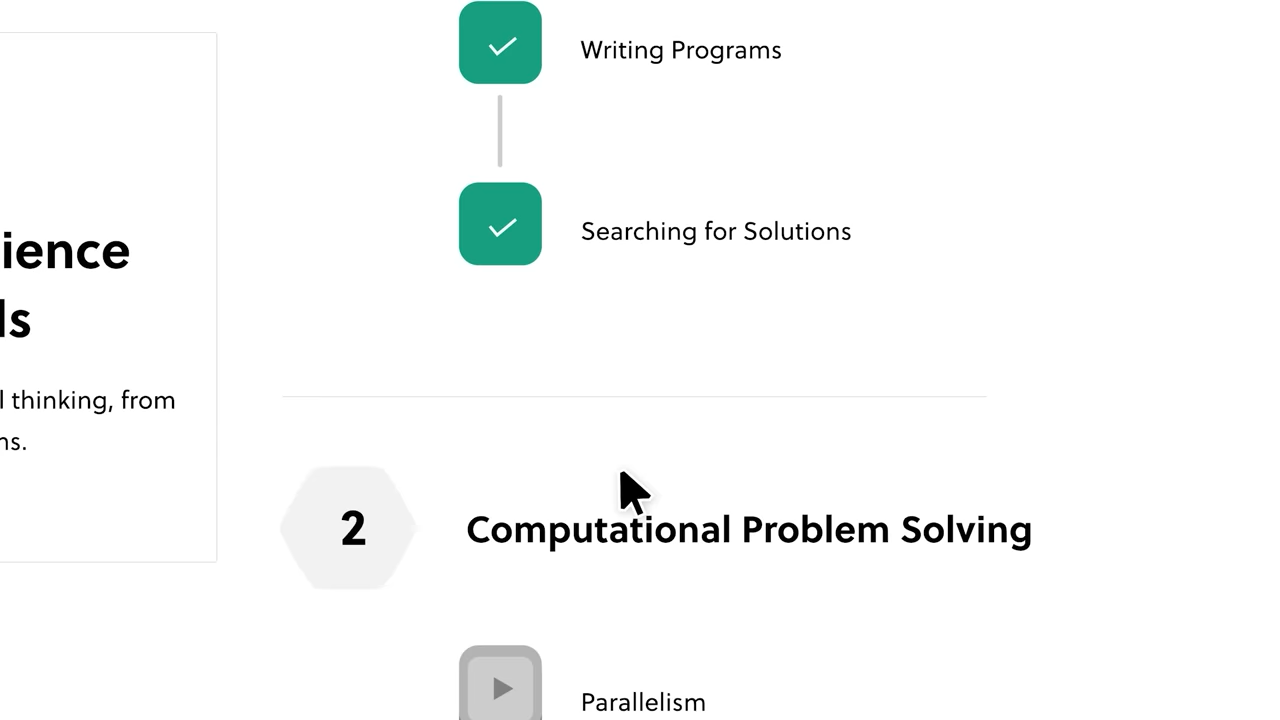 Writing Programs
Searching for Solutions
ience
ls
l thinking, from
ns.
2
Computational Problem Solving
Parallelism